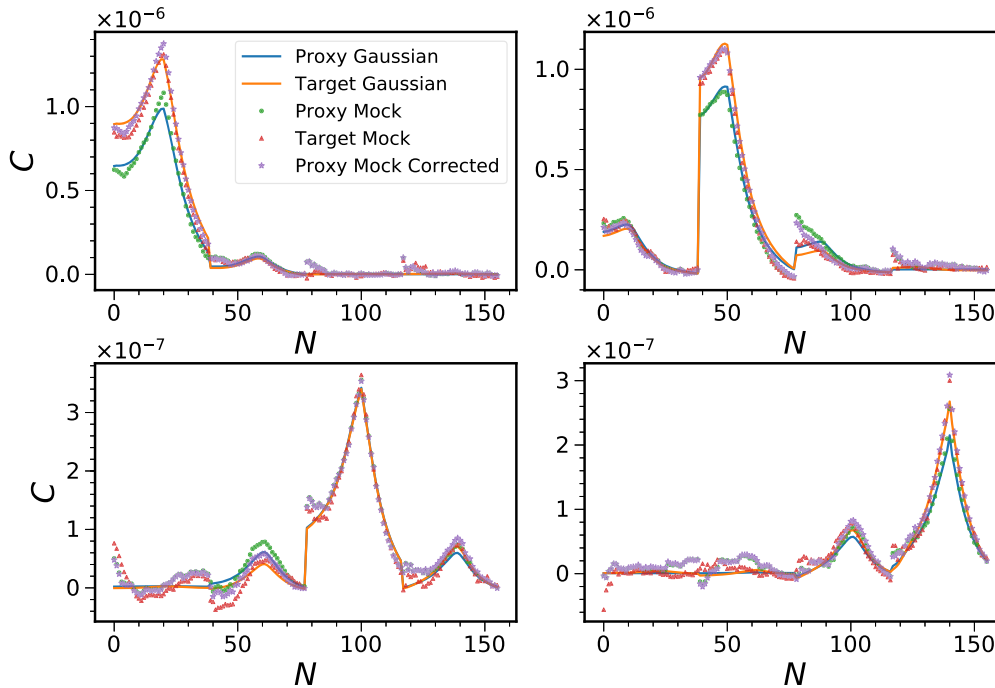 ×10⁻⁶ ×10⁻⁶
Proxy Gaussian
Target Gaussian
Proxy Mock
Target Mock
Proxy Mock Corrected
C
1.0
0.5
0.0
0 50 100 150
N
1.0
0.5
0.0
0 50 100 150
N
×10⁻⁷ ×10⁻⁷
C
3
2
1
0
0 50 100 150
N
3
2
1
0
0 50 100 150
N